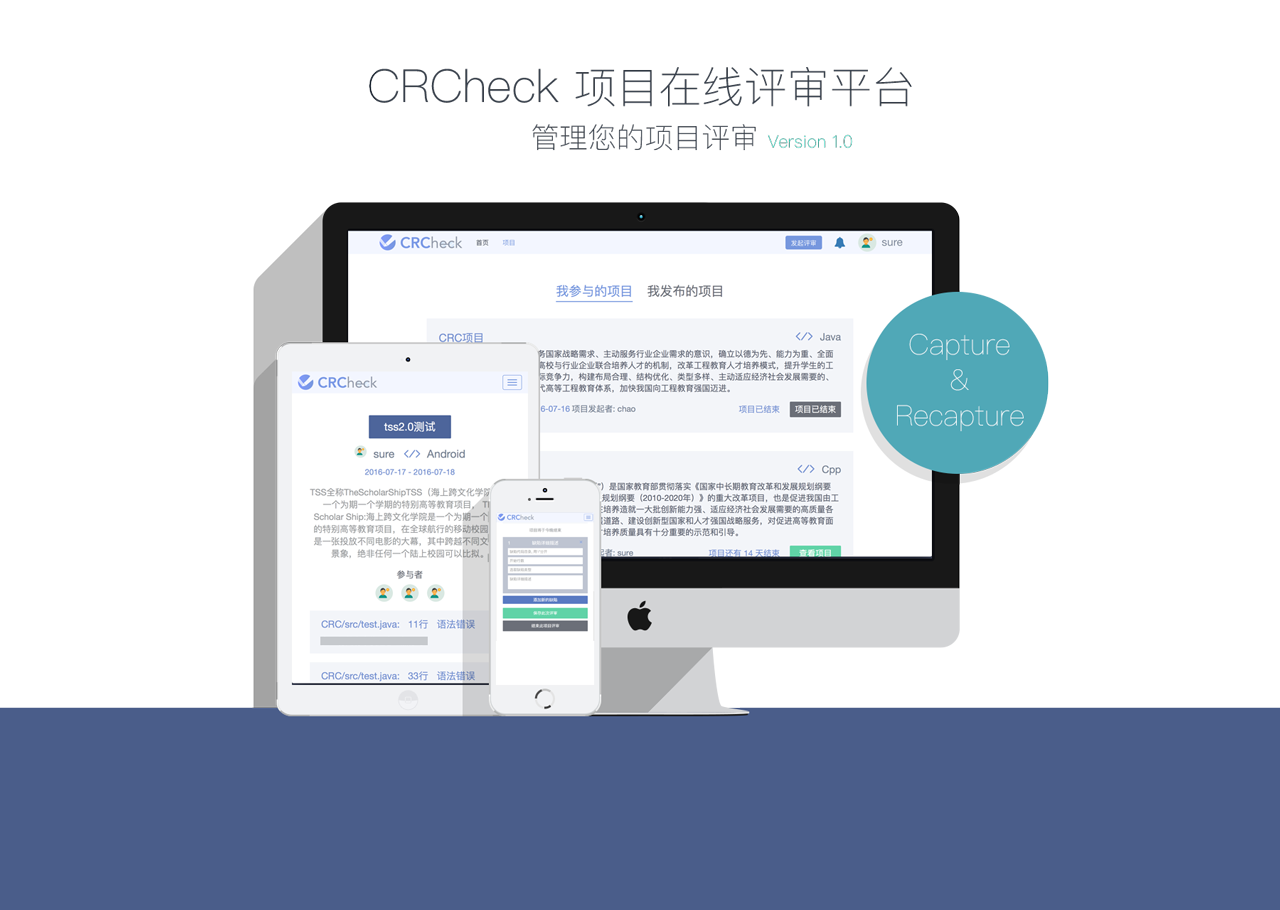 CRCheck 项目在线评审平台
管理您的项目评审 Version 1.0
CRCheck 首页 项目 发起评审 sure
我参与的项目 我发布的项目
CRC项目 </> Java
务国家战略需求、主动服务行业企业需求的意识，确立以德为先、能力为重、全面
高校与行业企业联合培养人才的机制，改革工程教育人才培养模式，提升学生的工
际竞争力，构建布局合理、结构优化、类型多样、主动适应经济社会发展需要的、
代高等工程教育体系，加快我国向工程教育强国迈进。
6-07-16 项目发起者: chao 项目已结束 项目已结束
</> Cpp
”）是国家教育部贯彻落实《国家中长期教育改革和发展规划纲要
规划纲要（2010-2020年）》的重大改革项目，也是促进我国由工
培养造就一大批创新能力强、适应经济社会发展需要的高质量各
道路、建设创新型国家和人才强国战略服务，对促进高等教育面
培养质量具有十分重要的示范和引导。
起者: sure 项目还有 14 天结束 查看项目
Capture
&
Recapture
CRCheck
tss2.0测试
sure </> Android
2016-07-17 - 2016-07-18
TSS全称TheScholarShipTSS（海上跨文化学院
一个为期一个学期的特别高等教育项目，
Scholar Ship:海上跨文化学院是一个为期一个
的特别高等教育项目，在全球航行的移动校园
是一张投放不同电影的大幕，其中跨越不同文
景象，绝非任何一个陆上校园可以比拟。
参与者
CRC/src/test.java: 11行 语法错误
CRC/src/test.java: 33行 语法错误
CRCheck